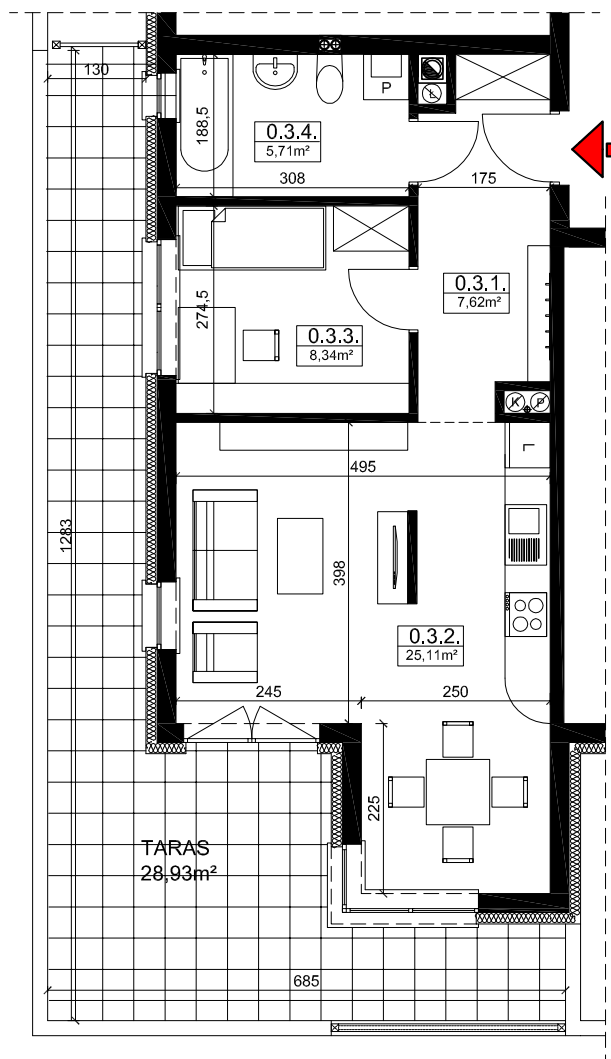 130
188,5
0.3.4.
5,71m²
P
L
308
175
274,5
0.3.1.
7,62m²
0.3.3.
8,34m²
K P
L
495
1283
398
0.3.2.
25,11m²
245
250
225
TARAS
28,93m²
685